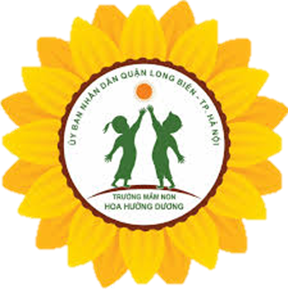 ỦY BAN NHÂN DÂN QUẬN LONG BIÊN - TP. HÀ NỘI
TRƯỜNG MẦM NON
HOA HƯỚNG DƯƠNG